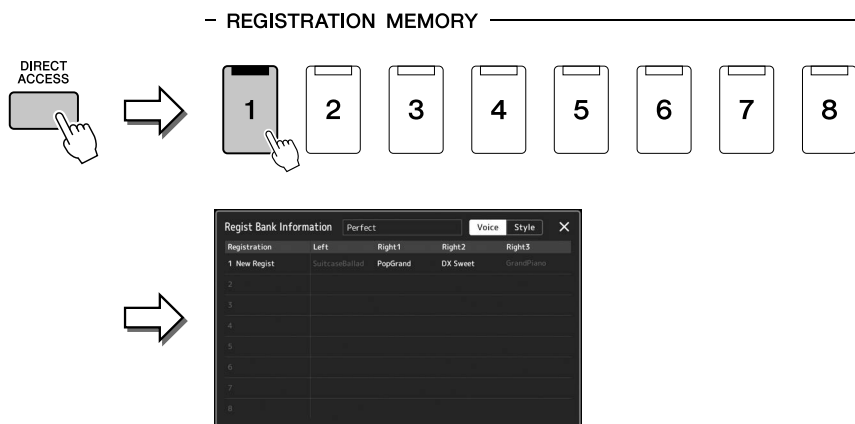 REGISTRATION MEMORY
DIRECT
ACCESS
1 2 3 4 5 6 7 8
Regist Bank Information Perfect Voice Style X
Registration Left Right1 Right2 Right3
1 New Regist SuitcaseBallad PopGrand DX Sweet GrandPiano
2
3
4
5
6
7
8